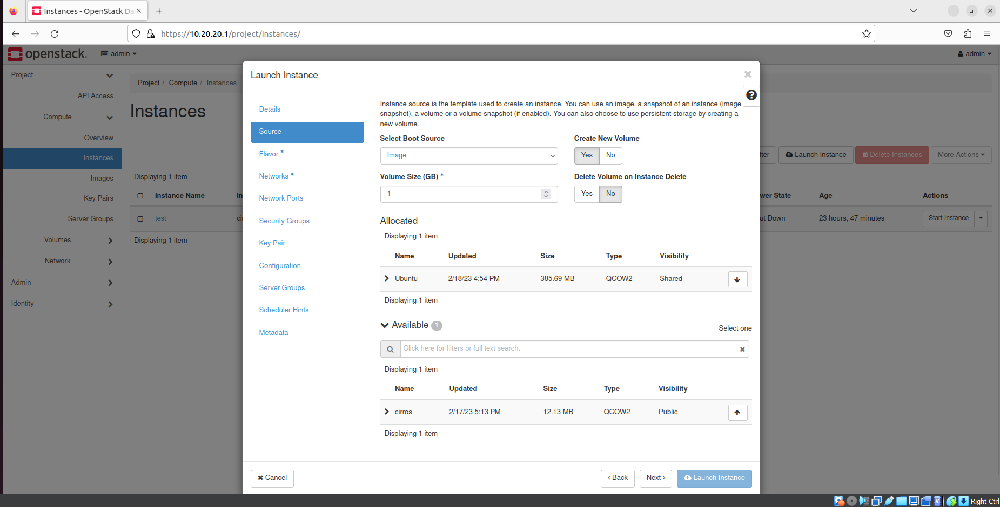 Instances - OpenStack Da
https://10.20.20.1/project/instances/
openstack.
admin
admin
Project
API Access
Compute
Overview
Instances
Images
Key Pairs
Server Groups
Volumes
Network
Admin
Identity
Project / Compute / Instances
Instances
lter
Launch Instance
Delete Instances
More Actions
Displaying 1 item
Instance Name
wer State
Age
Actions
test
ut Down
23 hours, 47 minutes
Start Instance
Displaying 1 item
Launch Instance
Details
Source
Flavor *
Networks *
Network Ports
Security Groups
Key Pair
Configuration
Server Groups
Scheduler Hints
Metadata
Instance source is the template used to create an instance. You can use an image, a snapshot of an instance (image
snapshot), a volume or a volume snapshot (if enabled). You can also choose to use persistent storage by creating a
new volume.
Select Boot Source
Create New Volume
Image
Yes No
Volume Size (GB) *
Delete Volume on Instance Delete
1
Yes No
Allocated
Displaying 1 item
Name Updated Size Type Visibility
Ubuntu 2/18/23 4:54 PM 385.69 MB QCOW2 Shared
Displaying 1 item
Available 1
Select one
Click here for filters or full text search.
Displaying 1 item
Name Updated Size Type Visibility
cirros 2/17/23 5:13 PM 12.13 MB QCOW2 Public
Displaying 1 item
Cancel
Back
Next
Launch Instance
Right Ctrl